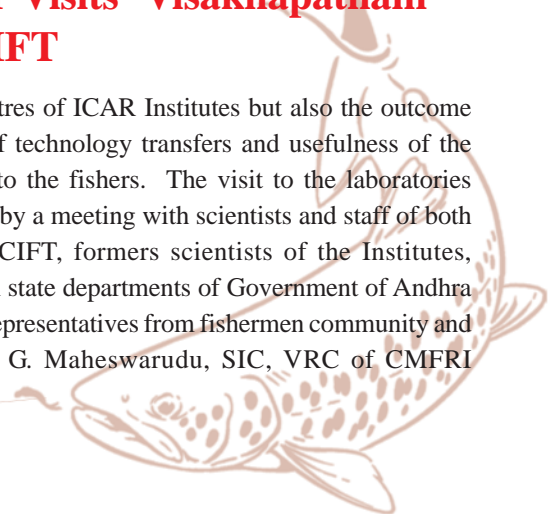 Visits Visakhapatnam
IFT
tres of ICAR Institutes but also the outcome
f technology transfers and usefulness of the
to the fishers. The visit to the laboratories
by a meeting with scientists and staff of both
CIFT, formers scientists of the Institutes,
state departments of Government of Andhra
epresentatives from fishermen community and
G. Maheswarudu, SIC, VRC of CMFRI